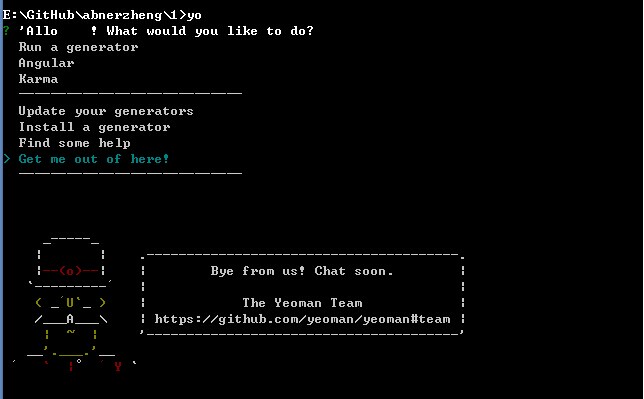 E:\GitHub\abnerzheng\1>yo
? 'Allo    ! What would you like to do?
Run a generator
Angular
Karma
Update your generators
Install a generator
Find some help
> Get me out of here!
Bye from us! Chat soon.
The Yeoman Team
https://github.com/yeoman/yeoman#team